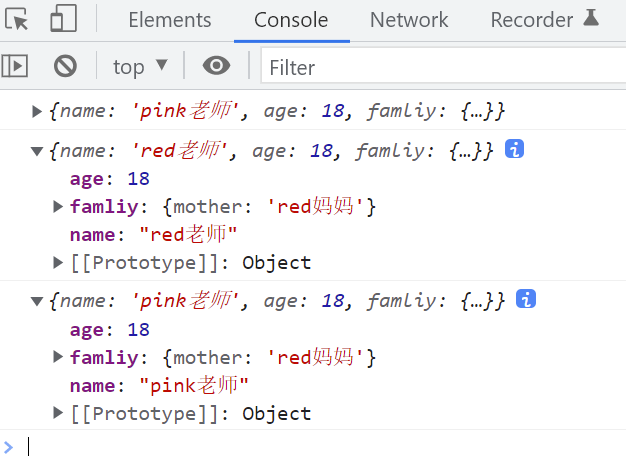 Elements Console Network Recorder
top Filter
{name: 'pink老师', age: 18, famliy: {…}}
{name: 'red老师', age: 18, famliy: {…}} i
age: 18
famliy: {mother: 'red妈妈'}
name: "red老师"
[[Prototype]]: Object
{name: 'pink老师', age: 18, famliy: {…}} i
age: 18
famliy: {mother: 'red妈妈'}
name: "pink老师"
[[Prototype]]: Object